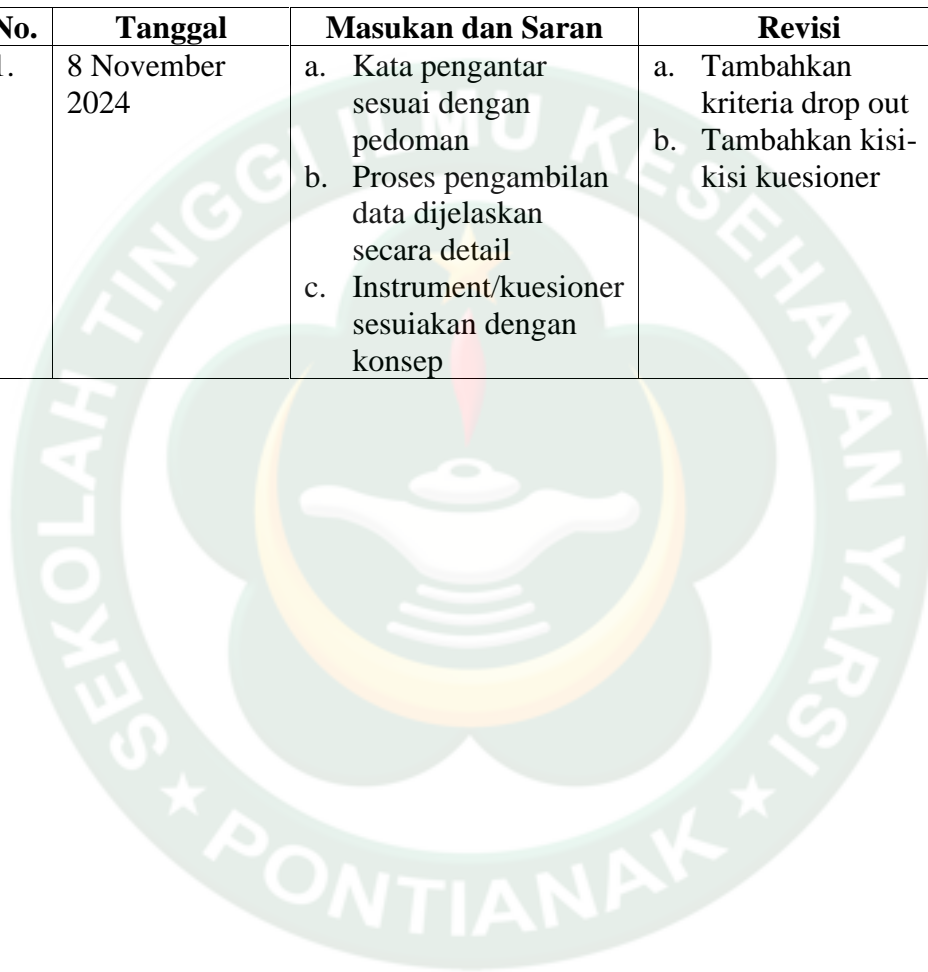 No. Tanggal Masukan dan Saran Revisi
1. 8 November a. Kata pengantar a. Tambahkan
2024 sesuai dengan kriteria drop out
pedoman b. Tambahkan kisi-
b. Proses pengambilan kisi kuesioner
data dijelaskan
secara detail
c. Instrument/kuesioner
sesuiakan dengan
konsep
SEKOLAH TINGGI ILMU KESEHATAN YARSI
PONTIANAK